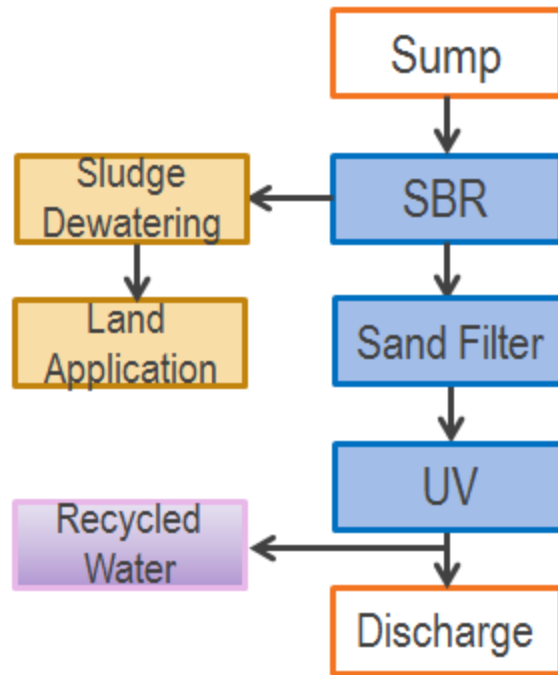 Sump
Sludge
Dewatering
SBR
Land
Application
Sand Filter
UV
Recycled
Water
Discharge